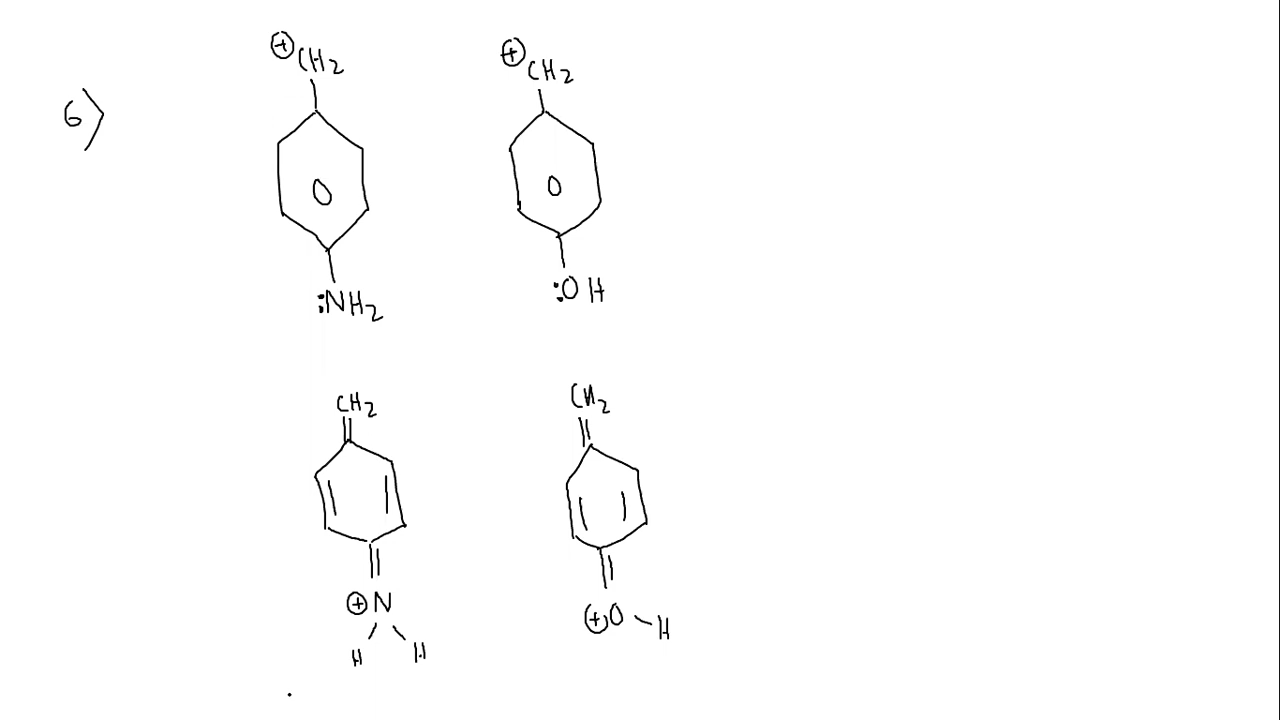 6)
⊕CH2 ⊕CH2
:NH2 :OH
CH2 CH2
⊕N ⊕O-H
H H